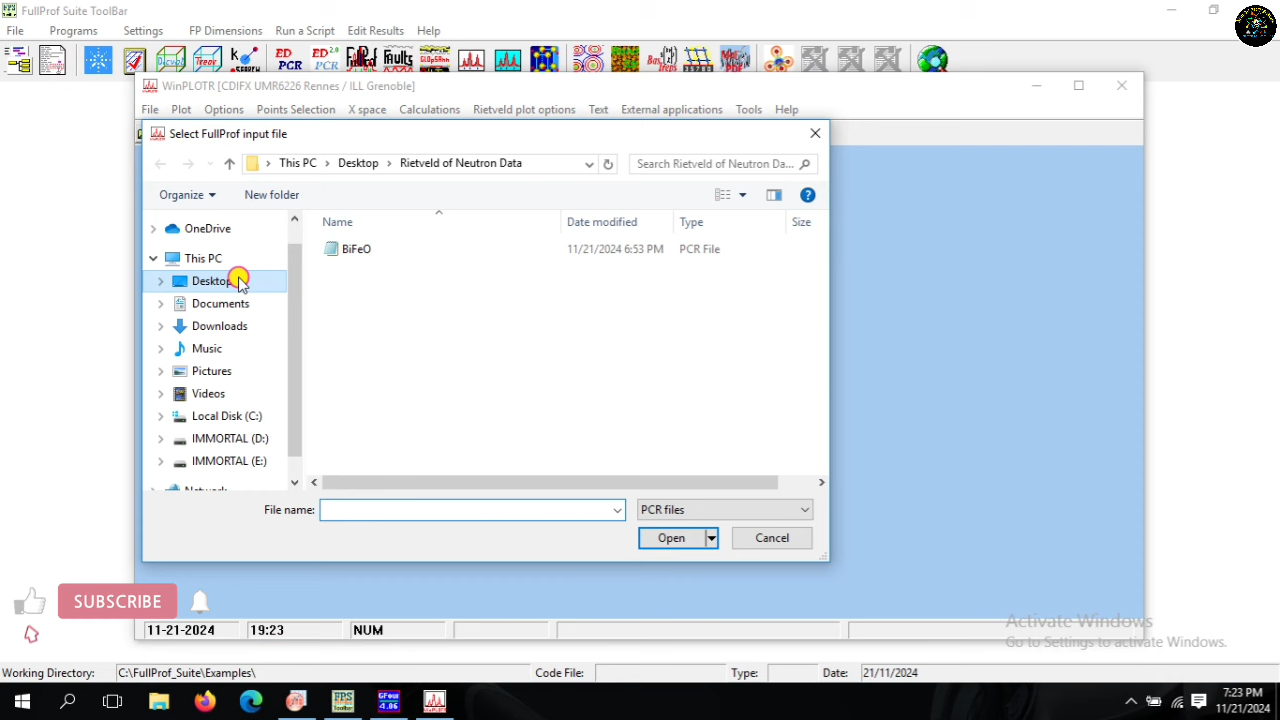 FullProf Suite ToolBar
File Programs Settings FP Dimensions Run a Script Edit Results Help
WinPLOTR [CDIFX UMR6226 Rennes / ILL Grenoble]
File Plot Options Points Selection X space Calculations Rietveld plot options Text External applications Tools Help
Select FullProf input file
This PC Desktop Rietveld of Neutron Data Search Rietveld of Neutron Da...
Organize New folder
Name Date modified Type Size
OneDrive
BiFeO 11/21/2024 6:53 PM PCR File
This PC
Desktop
Documents
Downloads
Music
Pictures
Videos
Local Disk (C:)
IMMORTAL (D:)
IMMORTAL (E:)
Network
File name: PCR files
Open Cancel
SUBSCRIBE
Activate Windows
Go to Settings to activate Windows.
11-21-2024 19:23 NUM
Working Directory: C:\FullProf_Suite\Examples\ Code File: Type: Date: 21/11/2024
7:23 PM
11/21/2024